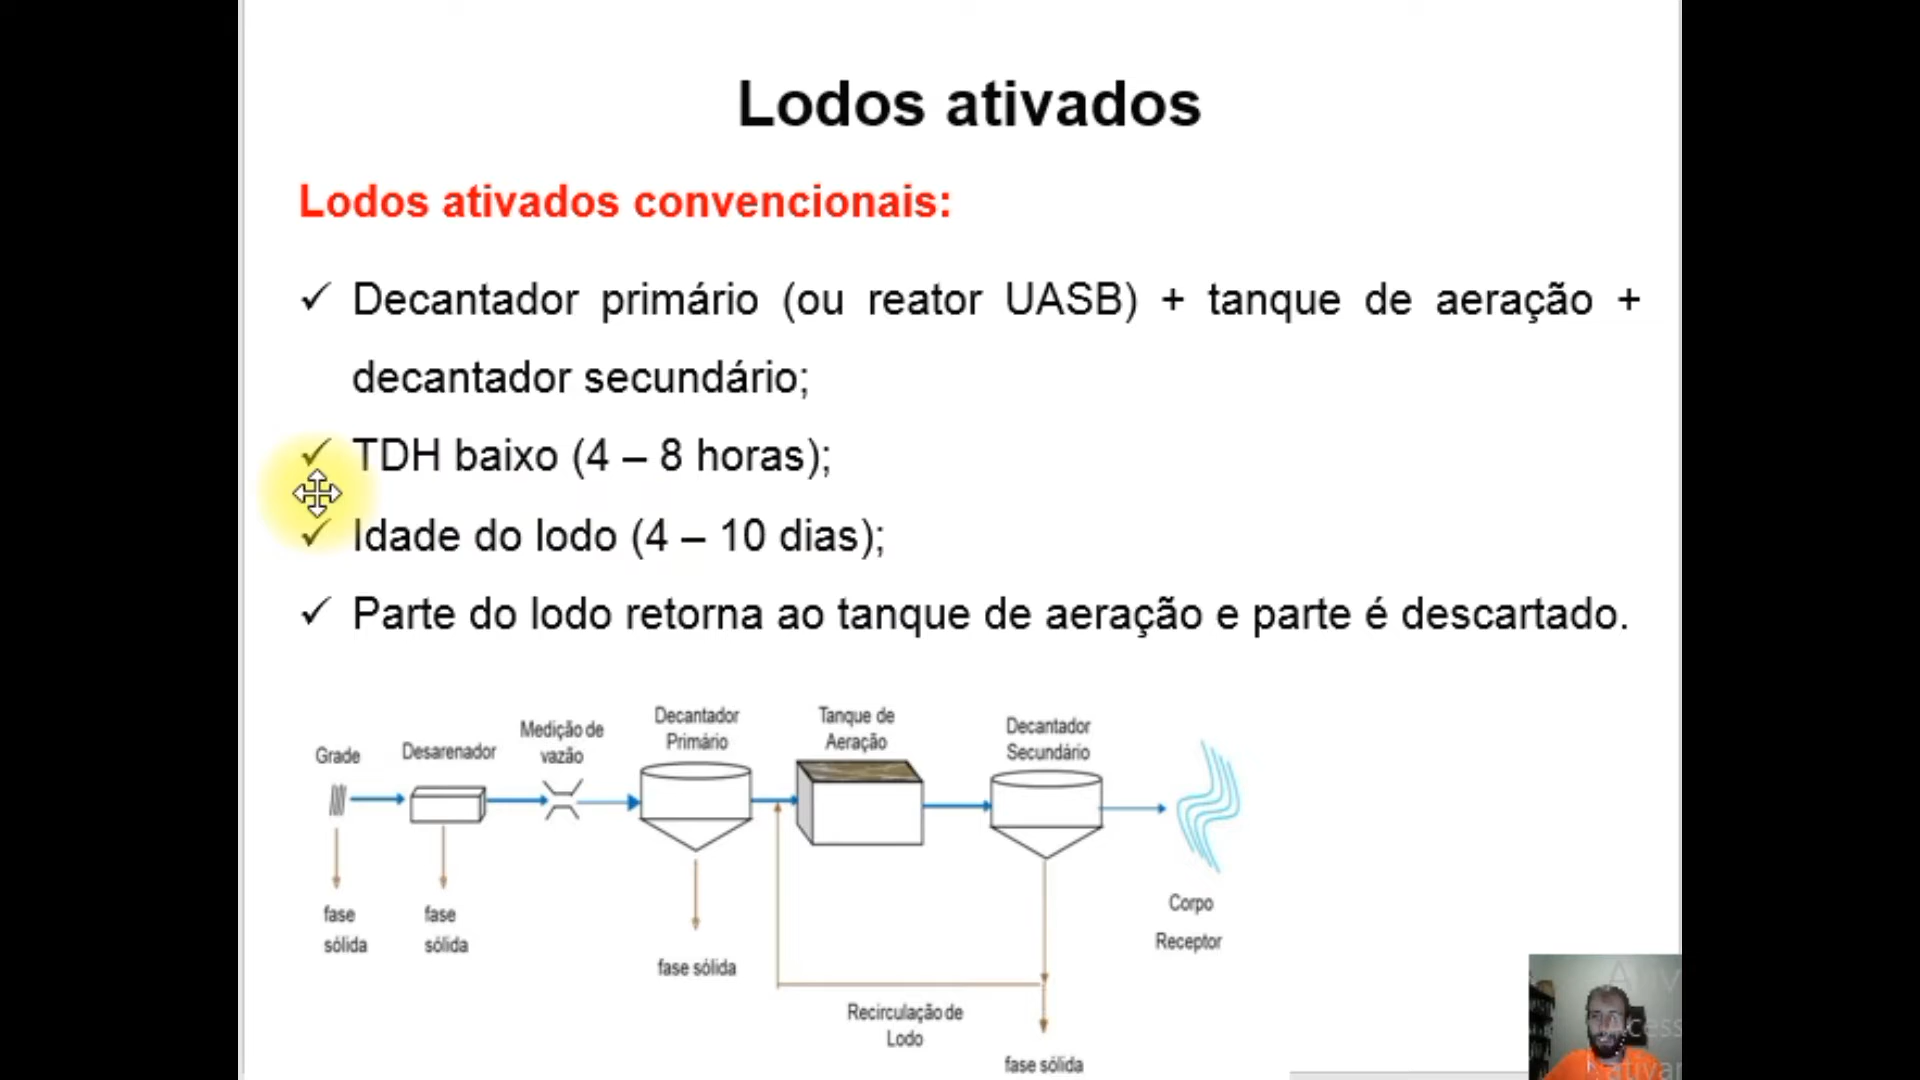 Lodos ativados
Lodos ativados convencionais:
✓ Decantador primário (ou reator UASB) + tanque de aeração +
decantador secundário;
✓ TDH baixo (4 – 8 horas);
✓ Idade do lodo (4 – 10 dias);
✓ Parte do lodo retorna ao tanque de aeração e parte é descartado.
Grade
Desarenador
Medição de
vazão
Decantador
Primário
Tanque de
Aeração
Decantador
Secundário
fase
sólida
fase
sólida
fase sólida
Recirculação de
Lodo
fase sólida
Corpo
Receptor